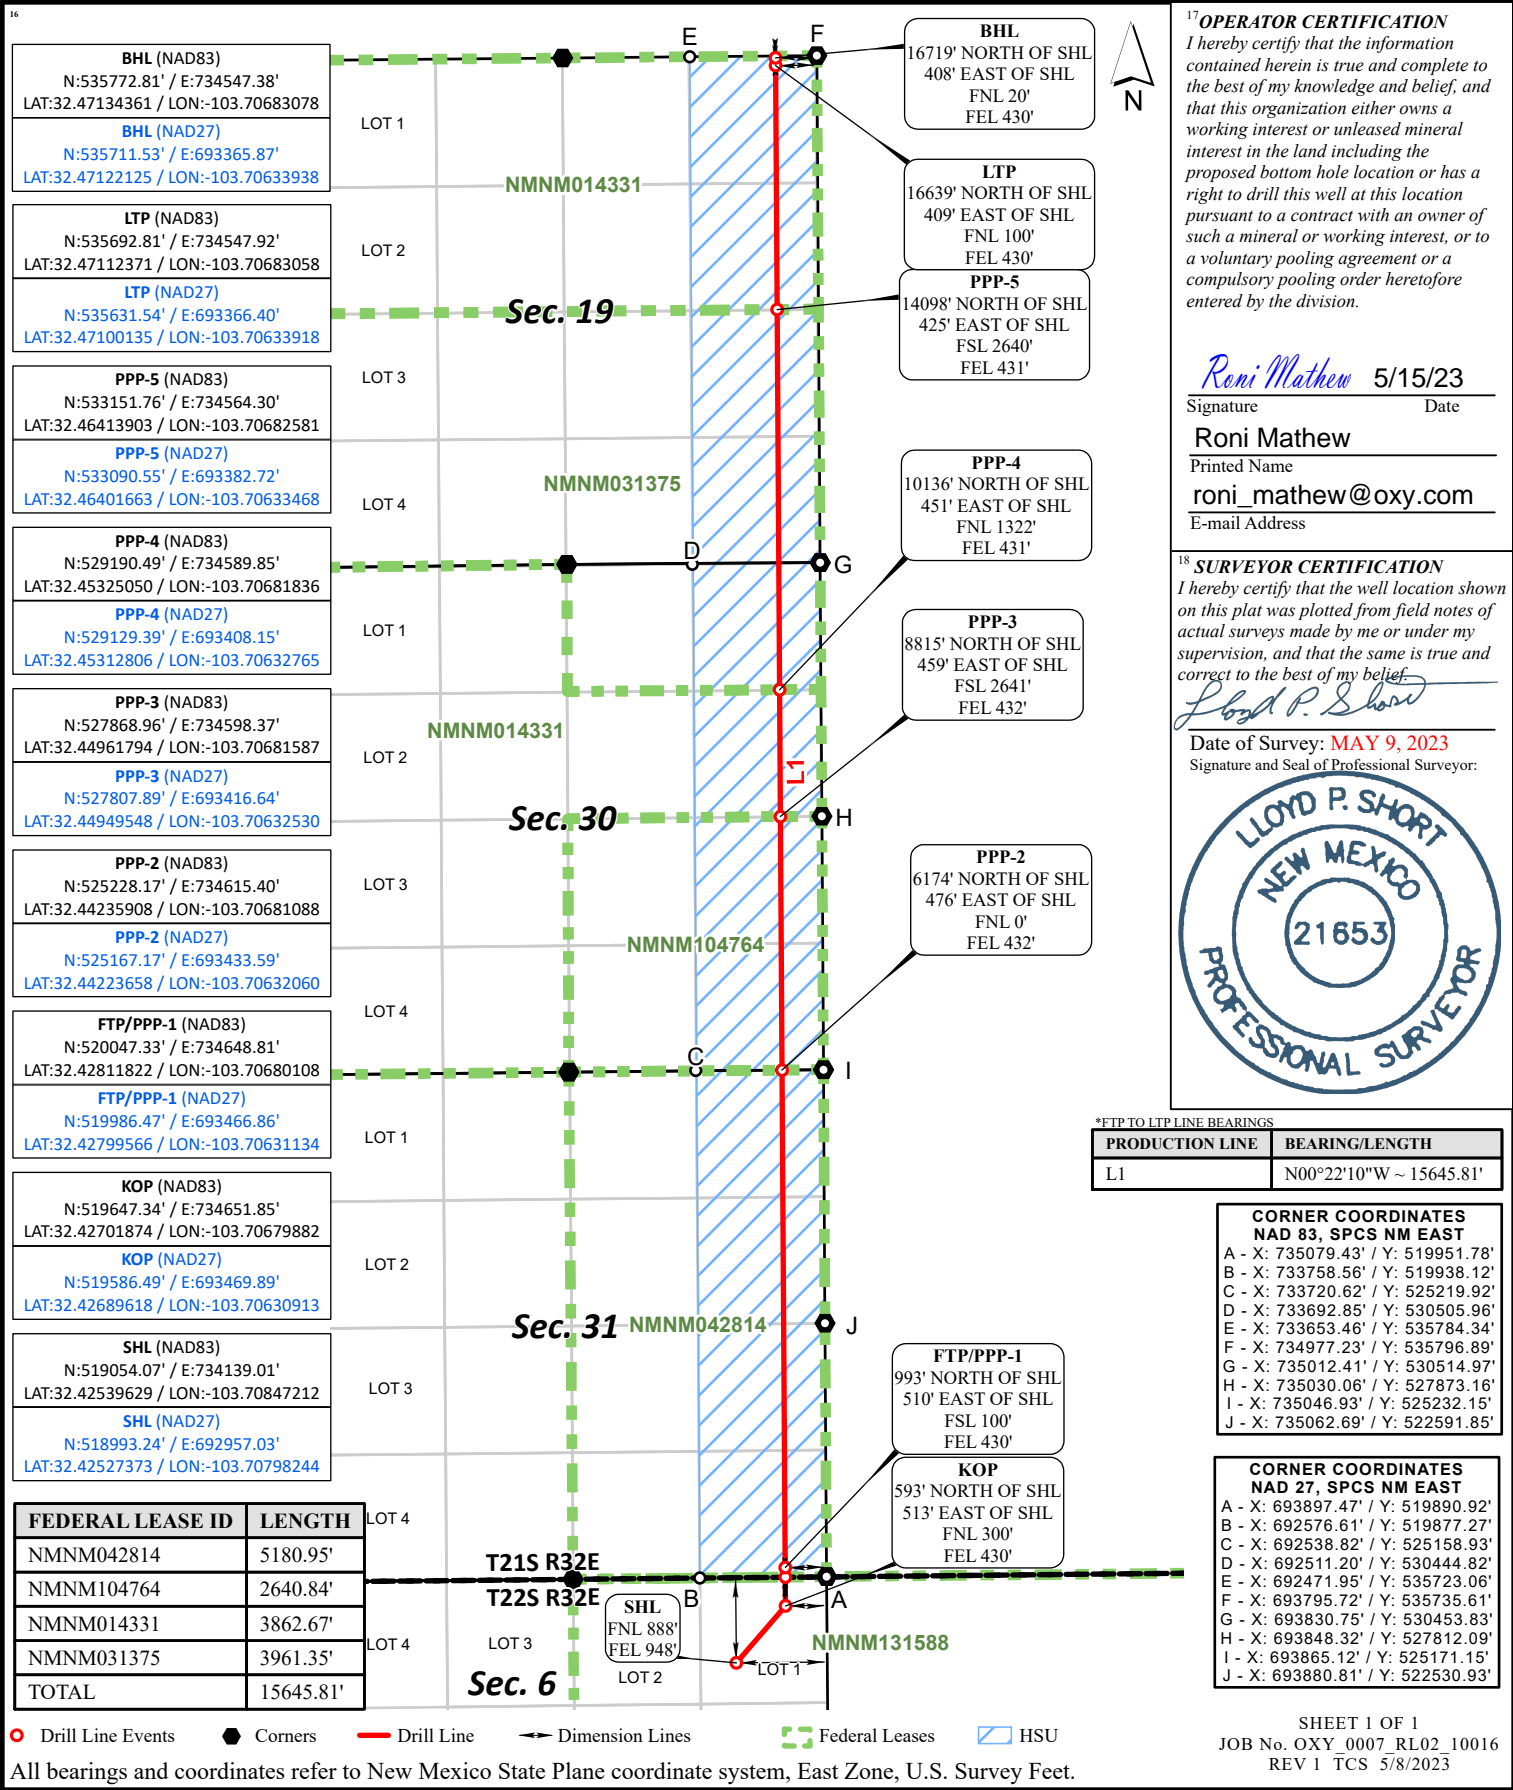 16
BHL (NAD83)
N:535772.81' / E:734547.38'
LAT:32.47134361 / LON:-103.70683078
BHL (NAD27)
N:535711.53' / E:693365.87'
LAT:32.47122125 / LON:-103.70633938
LTP (NAD83)
N:535692.81' / E:734547.92'
LAT:32.47112371 / LON:-103.70683058
LTP (NAD27)
N:535631.54' / E:693366.40'
LAT:32.47100135 / LON:-103.70633918
PPP-5 (NAD83)
N:533151.76' / E:734564.30'
LAT:32.46413903 / LON:-103.70682581
PPP-5 (NAD27)
N:533090.55' / E:693382.72'
LAT:32.46401663 / LON:-103.70633468
PPP-4 (NAD83)
N:529190.49' / E:734589.85'
LAT:32.45325050 / LON:-103.70681836
PPP-4 (NAD27)
N:529129.39' / E:693408.15'
LAT:32.45312806 / LON:-103.70632765
PPP-3 (NAD83)
N:527868.96' / E:734598.37'
LAT:32.44961794 / LON:-103.70681587
PPP-3 (NAD27)
N:527807.89' / E:693416.64'
LAT:32.44949548 / LON:-103.70632530
PPP-2 (NAD83)
N:525228.17' / E:734615.40'
LAT:32.44235908 / LON:-103.70681088
PPP-2 (NAD27)
N:525167.17' / E:693433.59'
LAT:32.44223658 / LON:-103.70632060
FTP/PPP-1 (NAD83)
N:520047.33' / E:734648.81'
LAT:32.42811822 / LON:-103.70680108
FTP/PPP-1 (NAD27)
N:519986.47' / E:693466.86'
LAT:32.42799566 / LON:-103.70631134
KOP (NAD83)
N:519647.34' / E:734651.85'
LAT:32.42701874 / LON:-103.70679882
KOP (NAD27)
N:519586.49' / E:693469.89'
LAT:32.42689618 / LON:-103.70630913
SHL (NAD83)
N:519054.07' / E:734139.01'
LAT:32.42539629 / LON:-103.70847212
SHL (NAD27)
N:518993.24' / E:692957.03'
LAT:32.42527373 / LON:-103.70798244
FEDERAL LEASE ID LENGTH
NMNM042814 5180.95'
NMNM104764 2640.84'
NMNM014331 3862.67'
NMNM031375 3961.35'
TOTAL 15645.81'
E
F
N
LOT 1
NMNM014331
LOT 2
Sec. 19
LOT 3
NMNM031375
LOT 4
D
G
LOT 1
NMNM014331
LOT 2
L1
Sec. 30
H
LOT 3
NMNM104764
LOT 4
C
I
LOT 1
LOT 2
Sec. 31
NMNM042814
J
LOT 3
LOT 4
T21S R32E
T22S R32E
B
A
LOT 4
LOT 3
LOT 2
LOT 1
NMNM131588
Sec. 6
BHL
16719' NORTH OF SHL
408' EAST OF SHL
FNL 20'
FEL 430'
LTP
16639' NORTH OF SHL
409' EAST OF SHL
FNL 100'
FEL 430'
PPP-5
14098' NORTH OF SHL
425' EAST OF SHL
FSL 2640'
FEL 431'
PPP-4
10136' NORTH OF SHL
451' EAST OF SHL
FNL 1322'
FEL 431'
PPP-3
8815' NORTH OF SHL
459' EAST OF SHL
FSL 2641'
FEL 432'
PPP-2
6174' NORTH OF SHL
476' EAST OF SHL
FNL 0'
FEL 432'
FTP/PPP-1
993' NORTH OF SHL
510' EAST OF SHL
FSL 100'
FEL 430'
KOP
593' NORTH OF SHL
513' EAST OF SHL
FNL 300'
FEL 430'
SHL
FNL 888'
FEL 948'
17 OPERATOR CERTIFICATION
I hereby certify that the information
contained herein is true and complete to
the best of my knowledge and belief, and
that this organization either owns a
working interest or unleased mineral
interest in the land including the
proposed bottom hole location or has a
right to drill this well at this location
pursuant to a contract with an owner of
such a mineral or working interest, or to
a voluntary pooling agreement or a
compulsory pooling order heretofore
entered by the division.
Roni Mathew 5/15/23
Signature Date
Roni Mathew
Printed Name
roni_mathew@oxy.com
E-mail Address
18 SURVEYOR CERTIFICATION
I hereby certify that the well location shown
on this plat was plotted from field notes of
actual surveys made by me or under my
supervision, and that the same is true and
correct to the best of my belief.
Lloyd P. Short
Date of Survey: MAY 9, 2023
Signature and Seal of Professional Surveyor:
LLOYD P. SHORT
NEW MEXICO
21653
PROFESSIONAL SURVEYOR
*FTP TO LTP LINE BEARINGS
PRODUCTION LINE BEARING/LENGTH
L1 N00°22'10"W ~ 15645.81'
CORNER COORDINATES
NAD 83, SPCS NM EAST
A - X: 735079.43' / Y: 519951.78'
B - X: 733758.56' / Y: 519938.12'
C - X: 733720.62' / Y: 525219.92'
D - X: 733692.85' / Y: 530505.96'
E - X: 733653.46' / Y: 535784.34'
F - X: 734977.23' / Y: 535796.89'
G - X: 735012.41' / Y: 530514.97'
H - X: 735030.06' / Y: 527873.16'
I - X: 735046.93' / Y: 525232.15'
J - X: 735062.69' / Y: 522591.85'
CORNER COORDINATES
NAD 27, SPCS NM EAST
A - X: 693897.47' / Y: 519890.92'
B - X: 692576.61' / Y: 519877.27'
C - X: 692538.82' / Y: 525158.93'
D - X: 692511.20' / Y: 530444.82'
E - X: 692471.95' / Y: 535723.06'
F - X: 693795.72' / Y: 535735.61'
G - X: 693830.75' / Y: 530453.83'
H - X: 693848.32' / Y: 527812.09'
I - X: 693865.12' / Y: 525171.15'
J - X: 693880.81' / Y: 522530.93'
Drill Line Events Corners Drill Line Dimension Lines Federal Leases HSU
All bearings and coordinates refer to New Mexico State Plane coordinate system, East Zone, U.S. Survey Feet.
SHEET 1 OF 1
JOB No. OXY_0007_RL02_10016
REV 1 TCS 5/8/2023